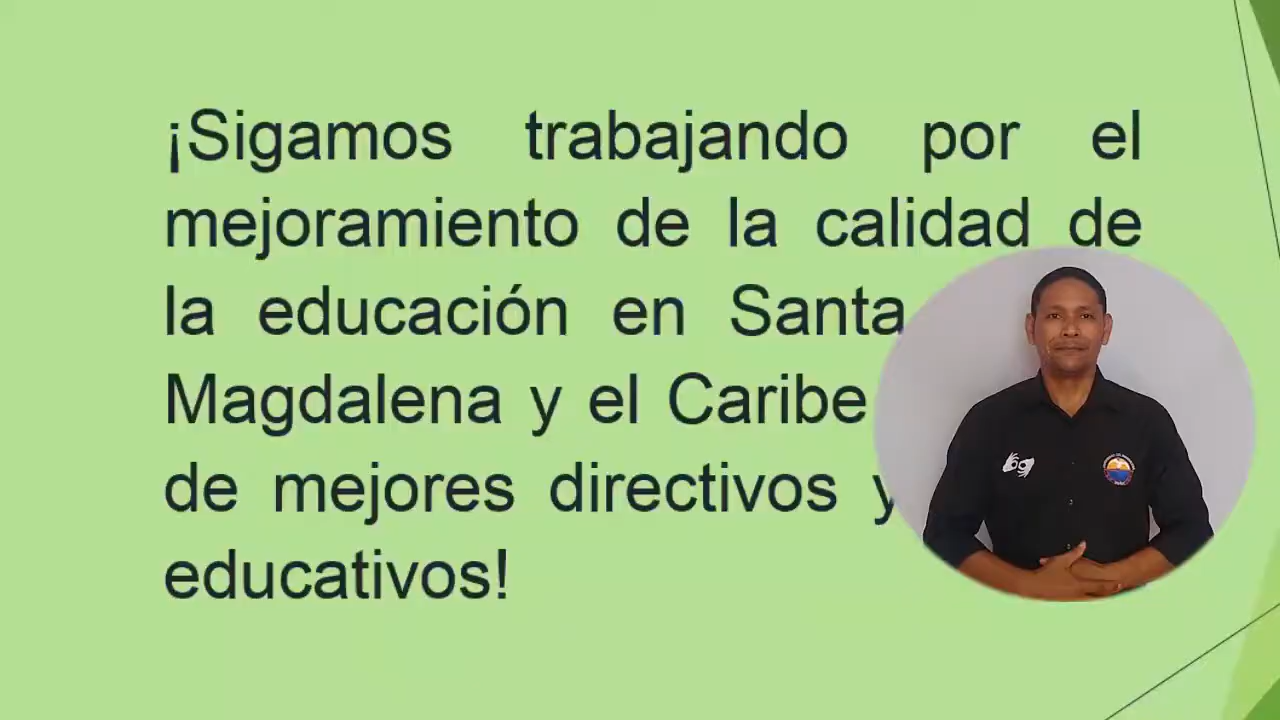 ¡Sigamos trabajando por el
mejoramiento de la calidad de
la educación en Santa
Magdalena y el Caribe
de mejores directivos y
educativos!